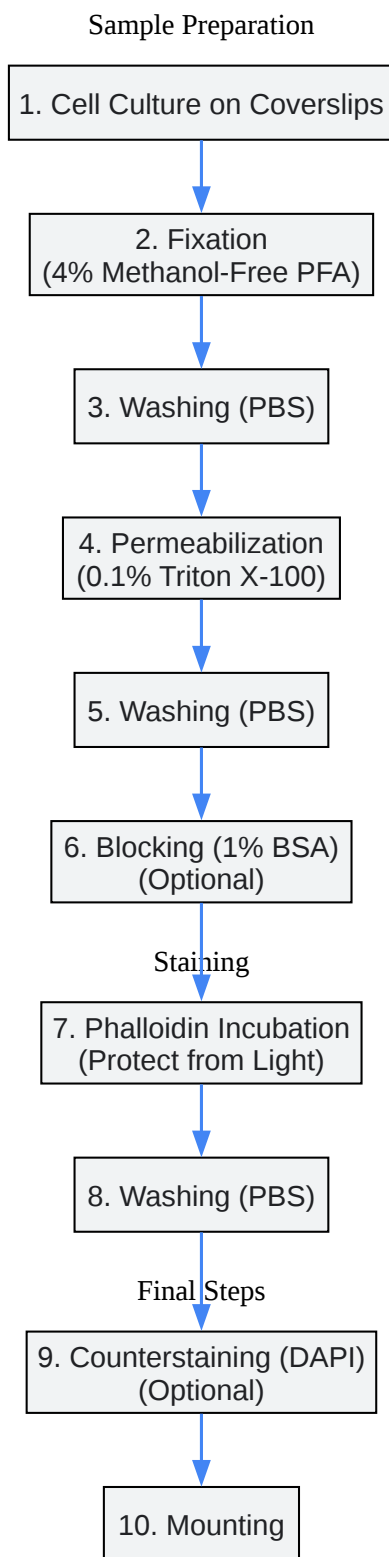 Sample Preparation
1. Cell Culture on Coverslips
2. Fixation
(4% Methanol-Free PFA)
3. Washing (PBS)
4. Permeabilization
(0.1% Triton X-100)
5. Washing (PBS)
6. Blocking (1% BSA)
(Optional)
Staining
7. Phalloidin Incubation
(Protect from Light)
8. Washing (PBS)
Final Steps
9. Counterstaining (DAPI)
(Optional)
10. Mounting